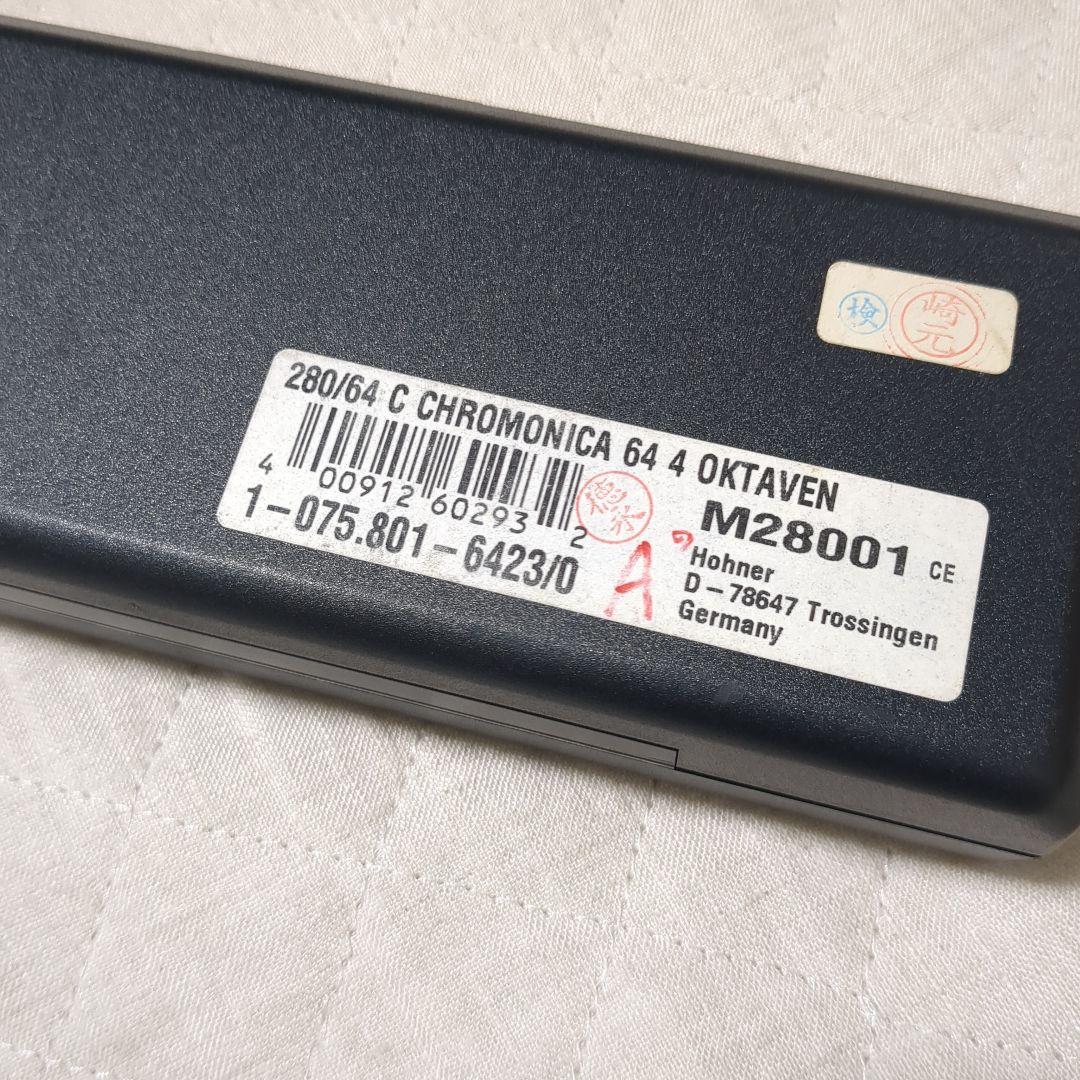 検
崎元
280/64 C CHROMONICA 64 4 OKTAVEN
4 00912 60293 2
1-075.801-6423/0
A
M28001 CE
Hohner
D-78647 Trossingen
Germany